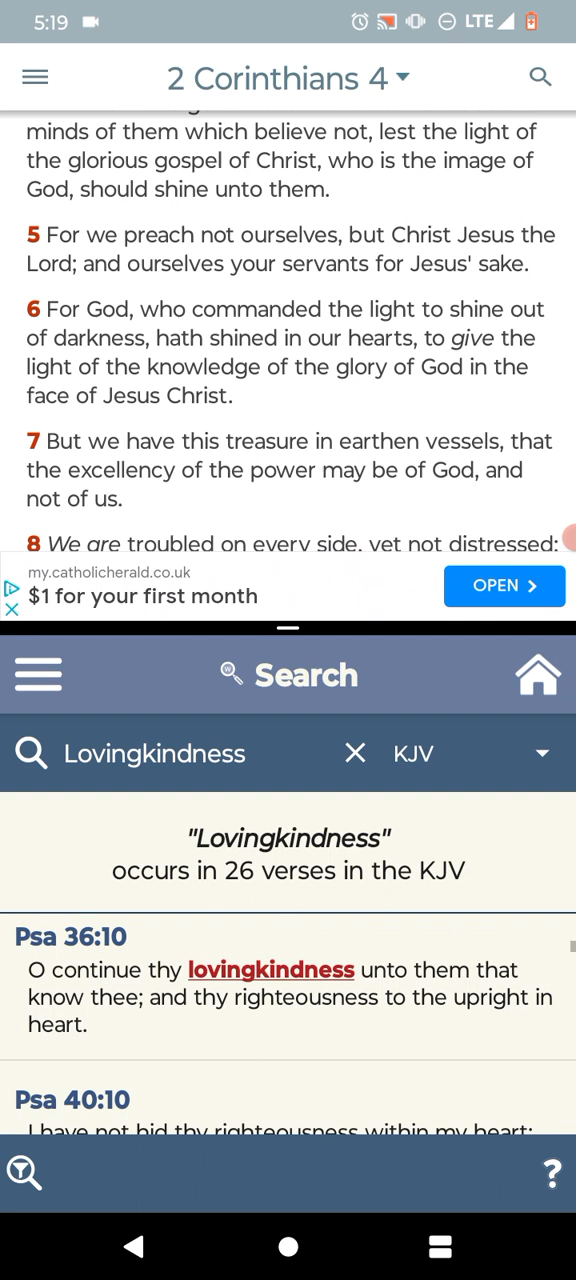 5:19 LTE
2 Corinthians 4
minds of them which believe not, lest the light of
the glorious gospel of Christ, who is the image of
God, should shine unto them.
5 For we preach not ourselves, but Christ Jesus the
Lord; and ourselves your servants for Jesus' sake.
6 For God, who commanded the light to shine out
of darkness, hath shined in our hearts, to give the
light of the knowledge of the glory of God in the
face of Jesus Christ.
7 But we have this treasure in earthen vessels, that
the excellency of the power may be of God, and
not of us.
8 We are troubled on every side, yet not distressed;
my.catholicherald.co.uk
$1 for your first month
OPEN
Search
Lovingkindness KJV
"Lovingkindness"
occurs in 26 verses in the KJV
Psa 36:10
O continue thy lovingkindness unto them that
know thee; and thy righteousness to the upright in
heart.
Psa 40:10
I have not hid thy righteousness within my heart;
?